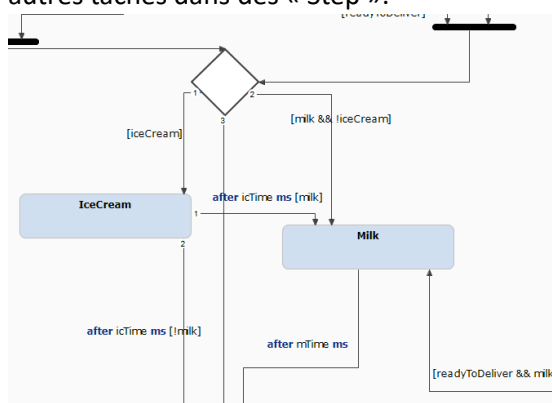 autres tâches dans des « Step ».
[readyToDeliver]
1
2
3
[iceCream]
[milk && !iceCream]
after icTime ms [milk]
IceCream
1
2
Milk
after icTime ms [!milk]
after mTime ms
[readyToDeliver && milk